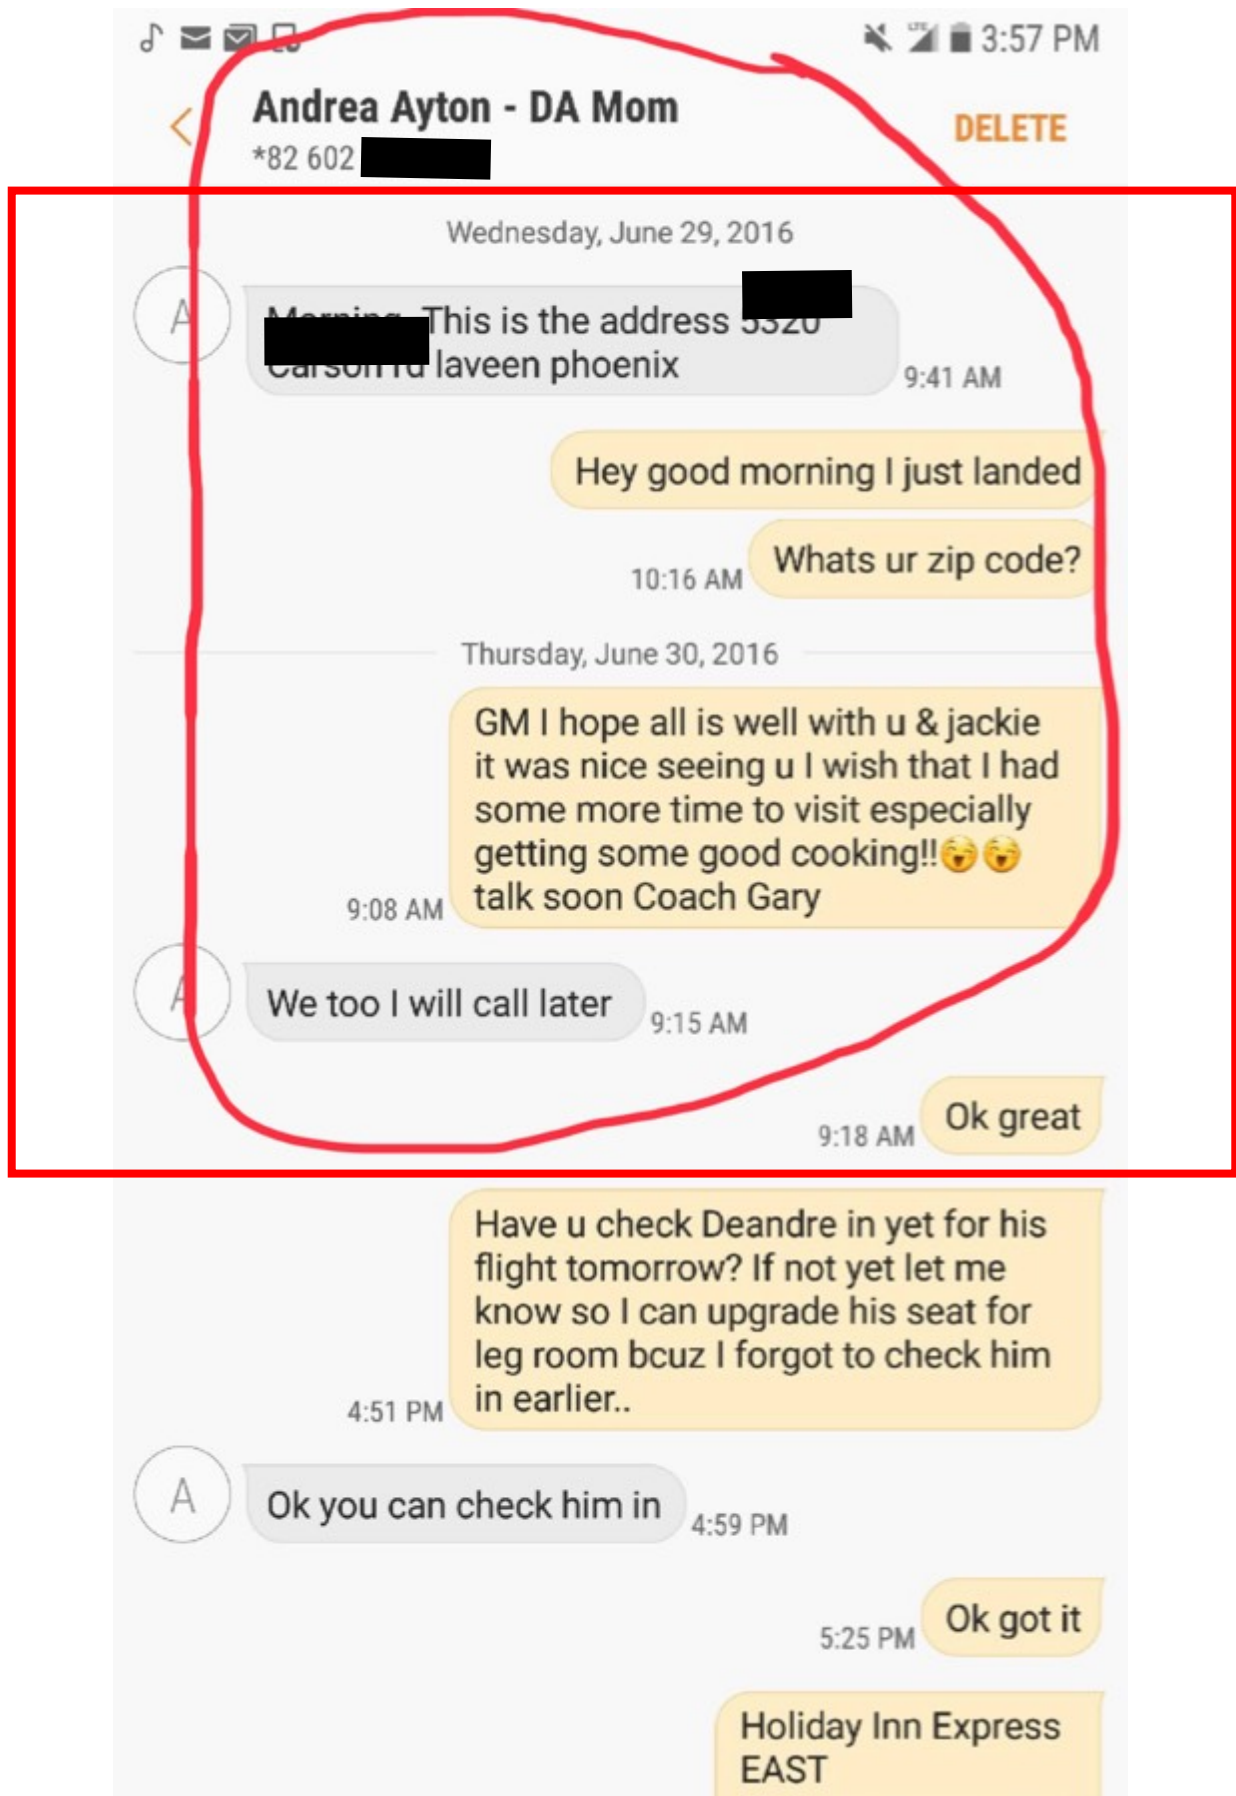 3:57 PM
Andrea Ayton - DA Mom
DELETE
*82 602
Wednesday, June 29, 2016
A
This is the address
laveen phoenix
9:41 AM
Hey good morning I just landed
Whats ur zip code?
10:16 AM
Thursday, June 30, 2016
GM I hope all is well with u & jackie
it was nice seeing u I wish that I had
some more time to visit especially
getting some good cooking!!😋😋
talk soon Coach Gary
9:08 AM
A
We too I will call later
9:15 AM
Ok great
9:18 AM
Have u check Deandre in yet for his
flight tomorrow? If not yet let me
know so I can upgrade his seat for
leg room bcuz I forgot to check him
in earlier..
4:51 PM
A
Ok you can check him in
4:59 PM
Ok got it
5:25 PM
Holiday Inn Express
EAST